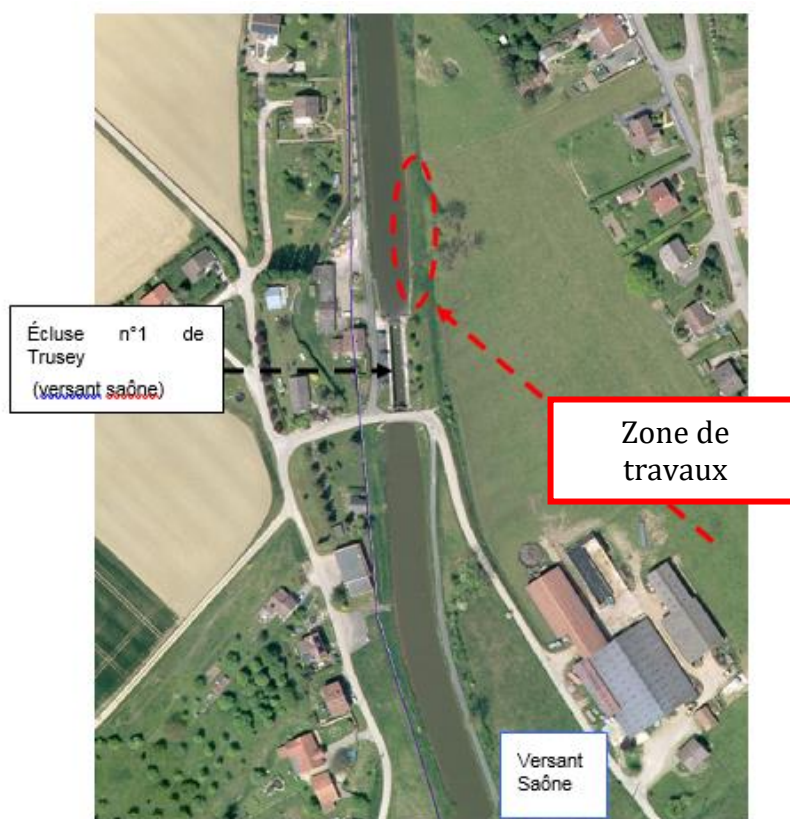 Écluse n°1 de
Trusey
(versant saône)
Zone de
travaux
Versant
Saône